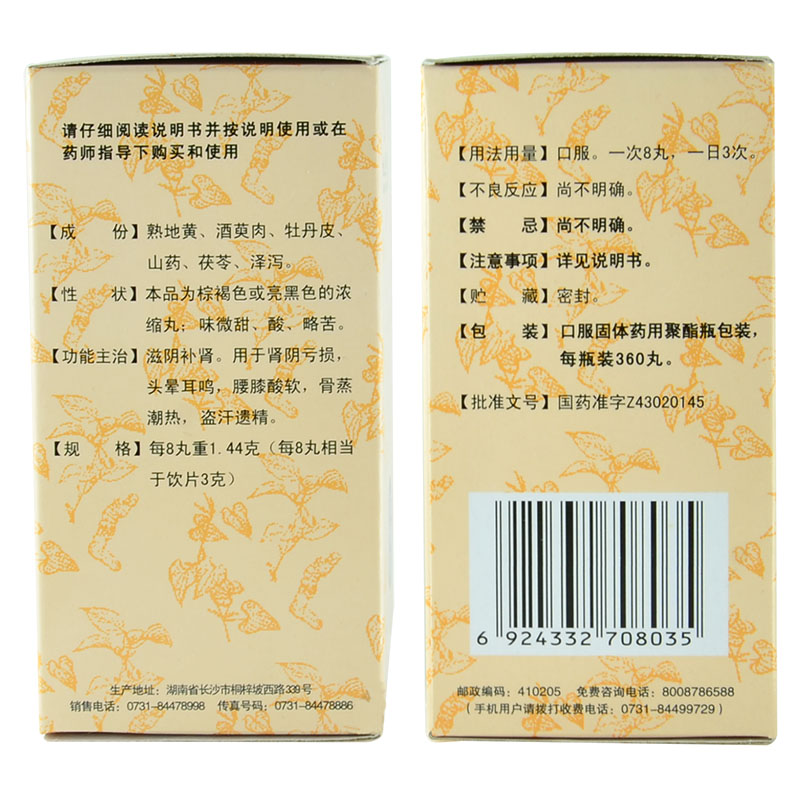 请仔细阅读说明书并按说明使用或在
药师指导下购买和使用
【成 份】熟地黄、酒萸肉、牡丹皮、
山药、茯苓、泽泻。
【性 状】本品为棕褐色或亮黑色的浓
缩丸；味微甜、酸、略苦。
【功能主治】滋阴补肾。用于肾阴亏损，
头晕耳鸣，腰膝酸软，骨蒸
潮热，盗汗遗精。
【规 格】每8丸重1.44克（每8丸相当
于饮片3克）
生产地址：湖南省长沙市桐梓坡西路339号
销售电话：0731-84478998 传真号码：0731-84478886
【用法用量】口服。一次8丸，一日3次。
【不良反应】尚不明确。
【禁 忌】尚不明确。
【注意事项】详见说明书。
【贮 藏】密封。
【包 装】口服固体药用聚酯瓶包装，
每瓶装360丸。
【批准文号】国药准字Z43020145
6 924332 708035
邮政编码：410205 免费咨询电话：8008786588
（手机用户请拨打收费电话：0731-84499729）